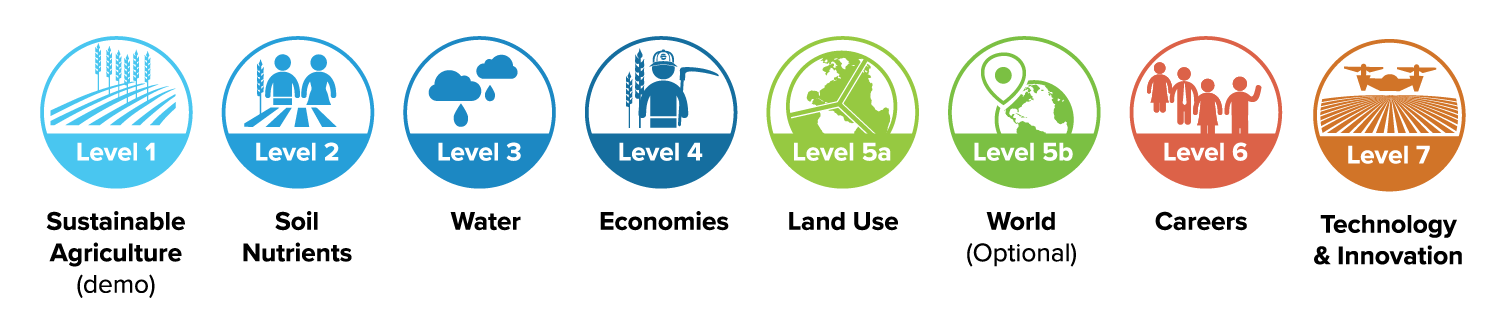 Level 1
Level 2
Level 3
Level 4
Level 5a
Level 5b
Level 6
Level 7
Sustainable
Agriculture
(demo)
Soil
Nutrients
Water
Economies
Land Use
World
(Optional)
Careers
Technology
& Innovation